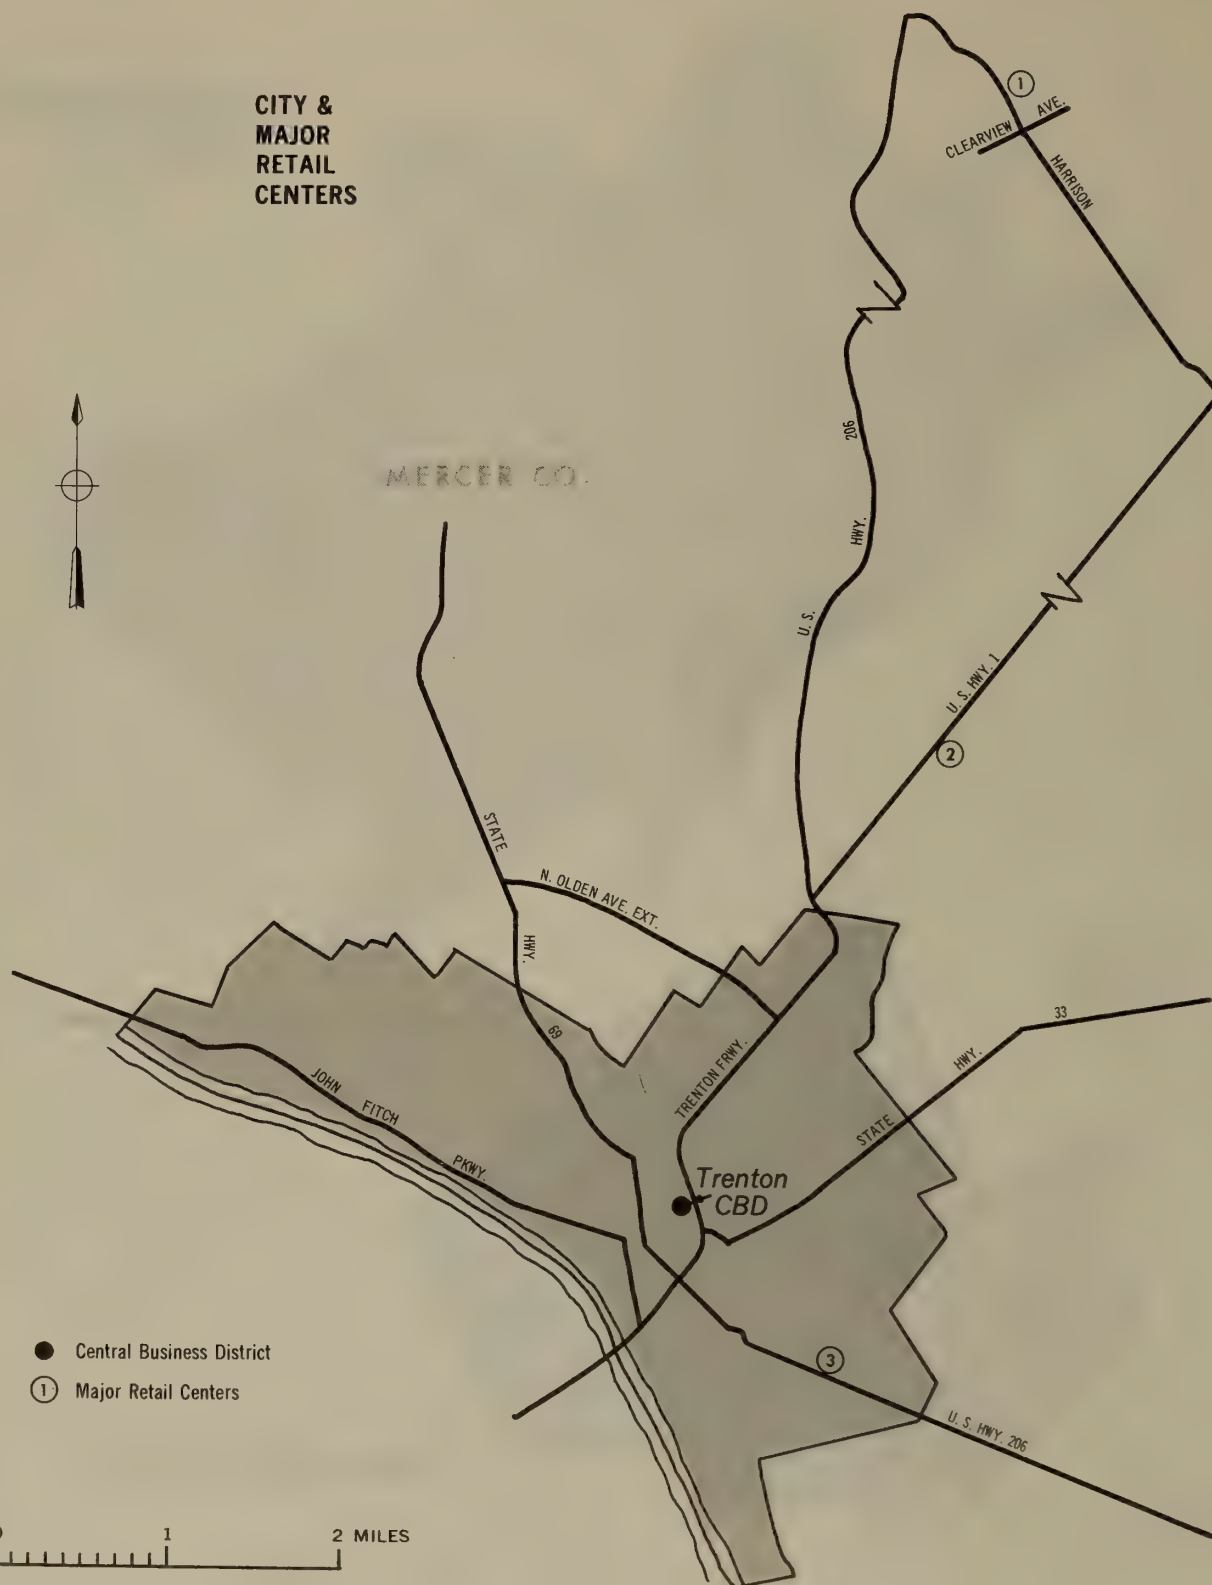 CITY &
MAJOR
RETAIL
CENTERS
1
CLEARVIEW AVE.
HARRISON
MERCER CO.
U. S. HWY. 206
U. S. HWY. 1
2
STATE HWY. 69
N. OLDEN AVE. EXT.
TRENTON FRWY.
STATE HWY. 33
JOHN FITCH PKWY.
Trenton
CBD
3
U. S. HWY. 206
Central Business District
1 Major Retail Centers
0 1 2 MILES